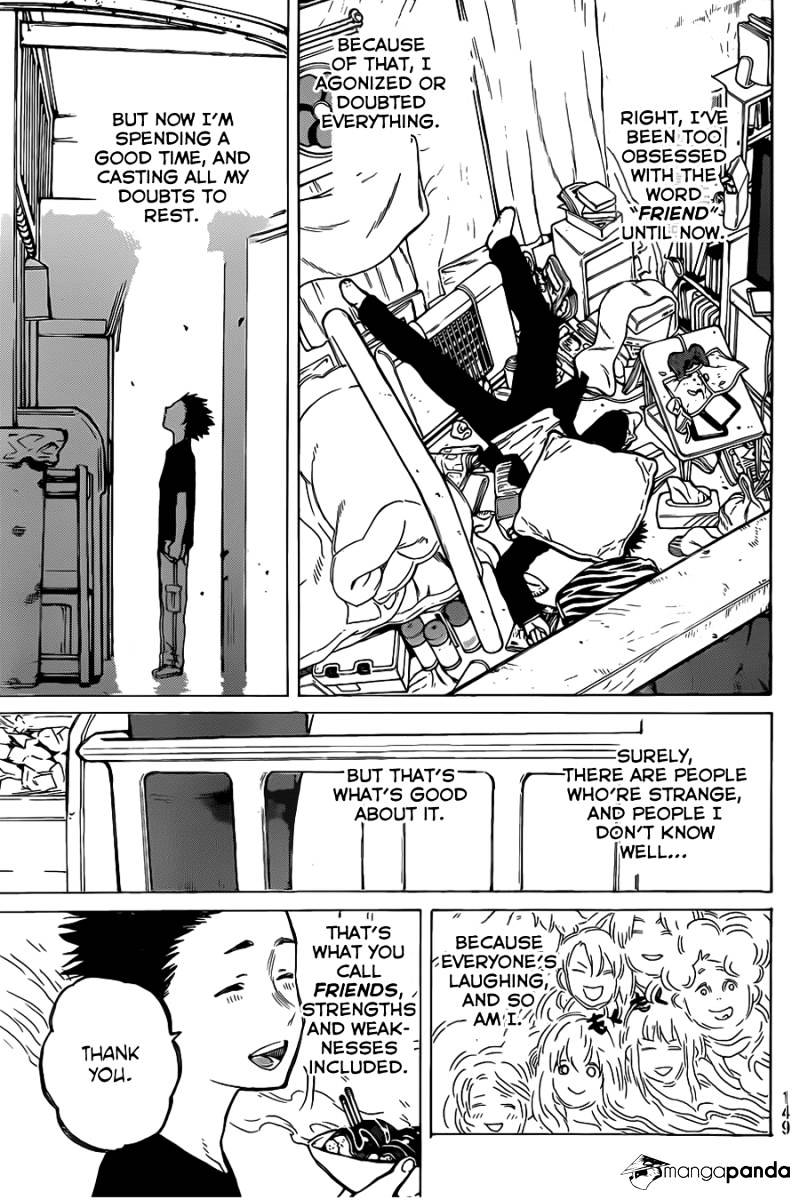 RIGHT, I'VE
BEEN TOO
OBSESSED
WITH THE
WORD
"FRIEND"
UNTIL NOW.
BECAUSE
OF THAT, I
AGONIZED OR
DOUBTED
EVERYTHING.
BUT NOW I'M
SPENDING A
GOOD TIME, AND
CASTING ALL MY
DOUBTS TO
REST.
SURELY,
THERE ARE PEOPLE
WHO'RE STRANGE,
AND PEOPLE I
DON'T KNOW
WELL...
BUT THAT'S
WHAT'S GOOD
ABOUT IT.
BECAUSE
EVERYONE'S
LAUGHING,
AND SO
AM I.
THAT'S
WHAT YOU
CALL
FRIENDS,
STRENGTHS
AND WEAK-
NESSES
INCLUDED.
THANK
YOU.
149
mangapanda